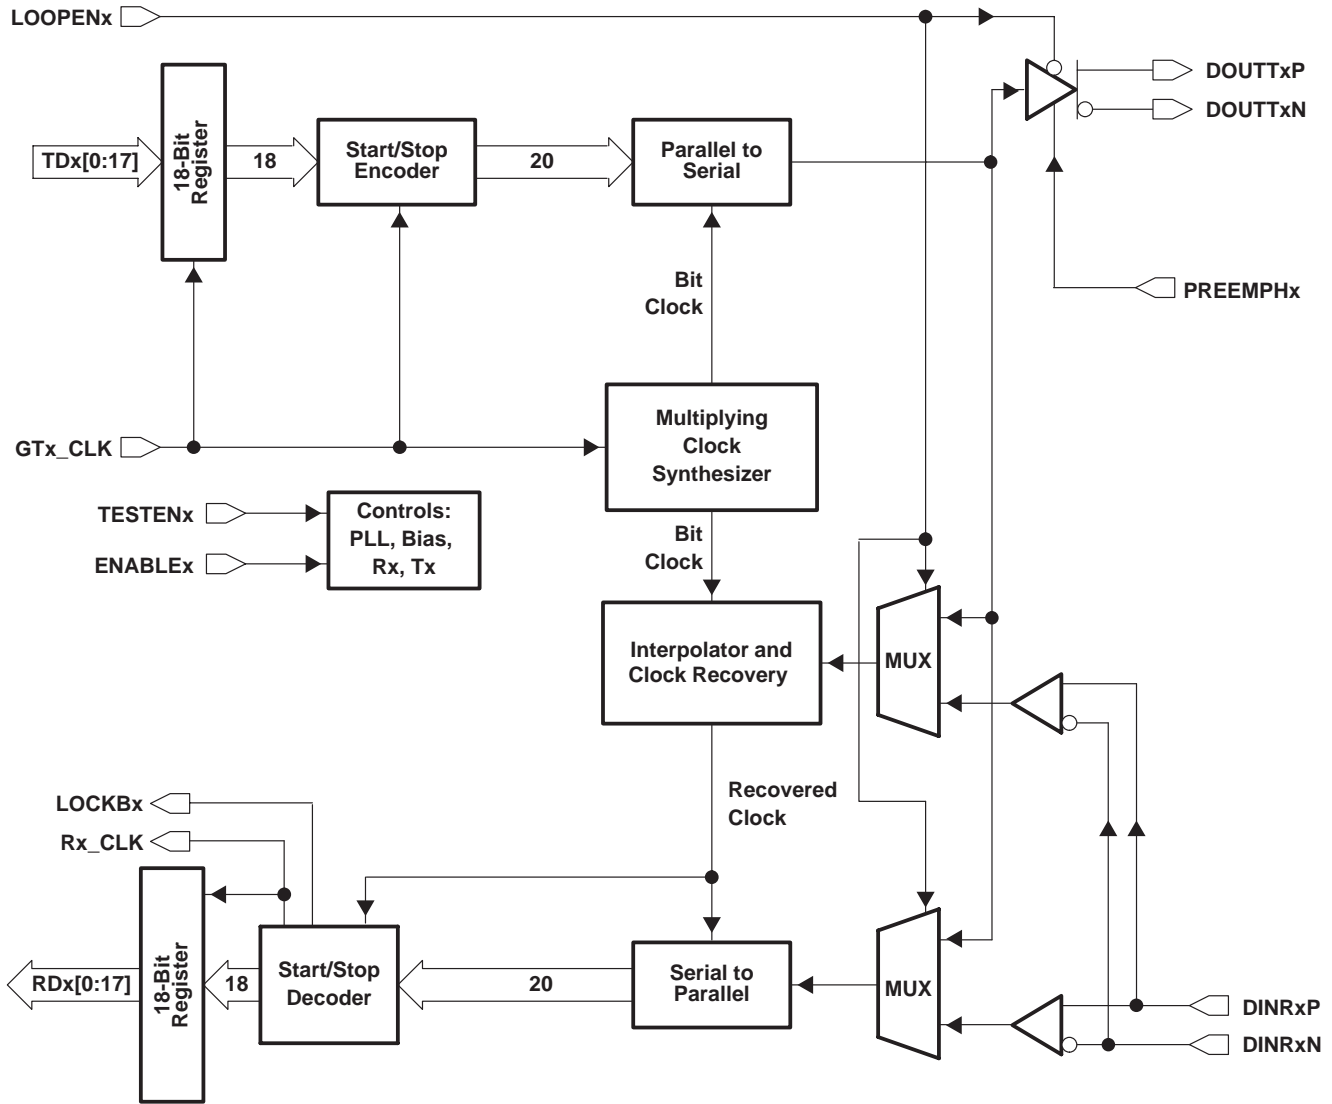 LOOPENx
DOUTTxP
DOUTTxN
TDx[0:17]
18-Bit
Register
18
Start/Stop
Encoder
20
Parallel to
Serial
Bit
Clock
PREEMPHx
GTx_CLK
Multiplying
Clock
Synthesizer
TESTENx
ENABLEx
Controls:
PLL, Bias,
Rx, Tx
Bit
Clock
Interpolator and
Clock Recovery
MUX
Recovered
Clock
LOCKBx
Rx_CLK
RDx[0:17]
18-Bit
Register
18
Start/Stop
Decoder
20
Serial to
Parallel
MUX
DINRxP
DINRxN